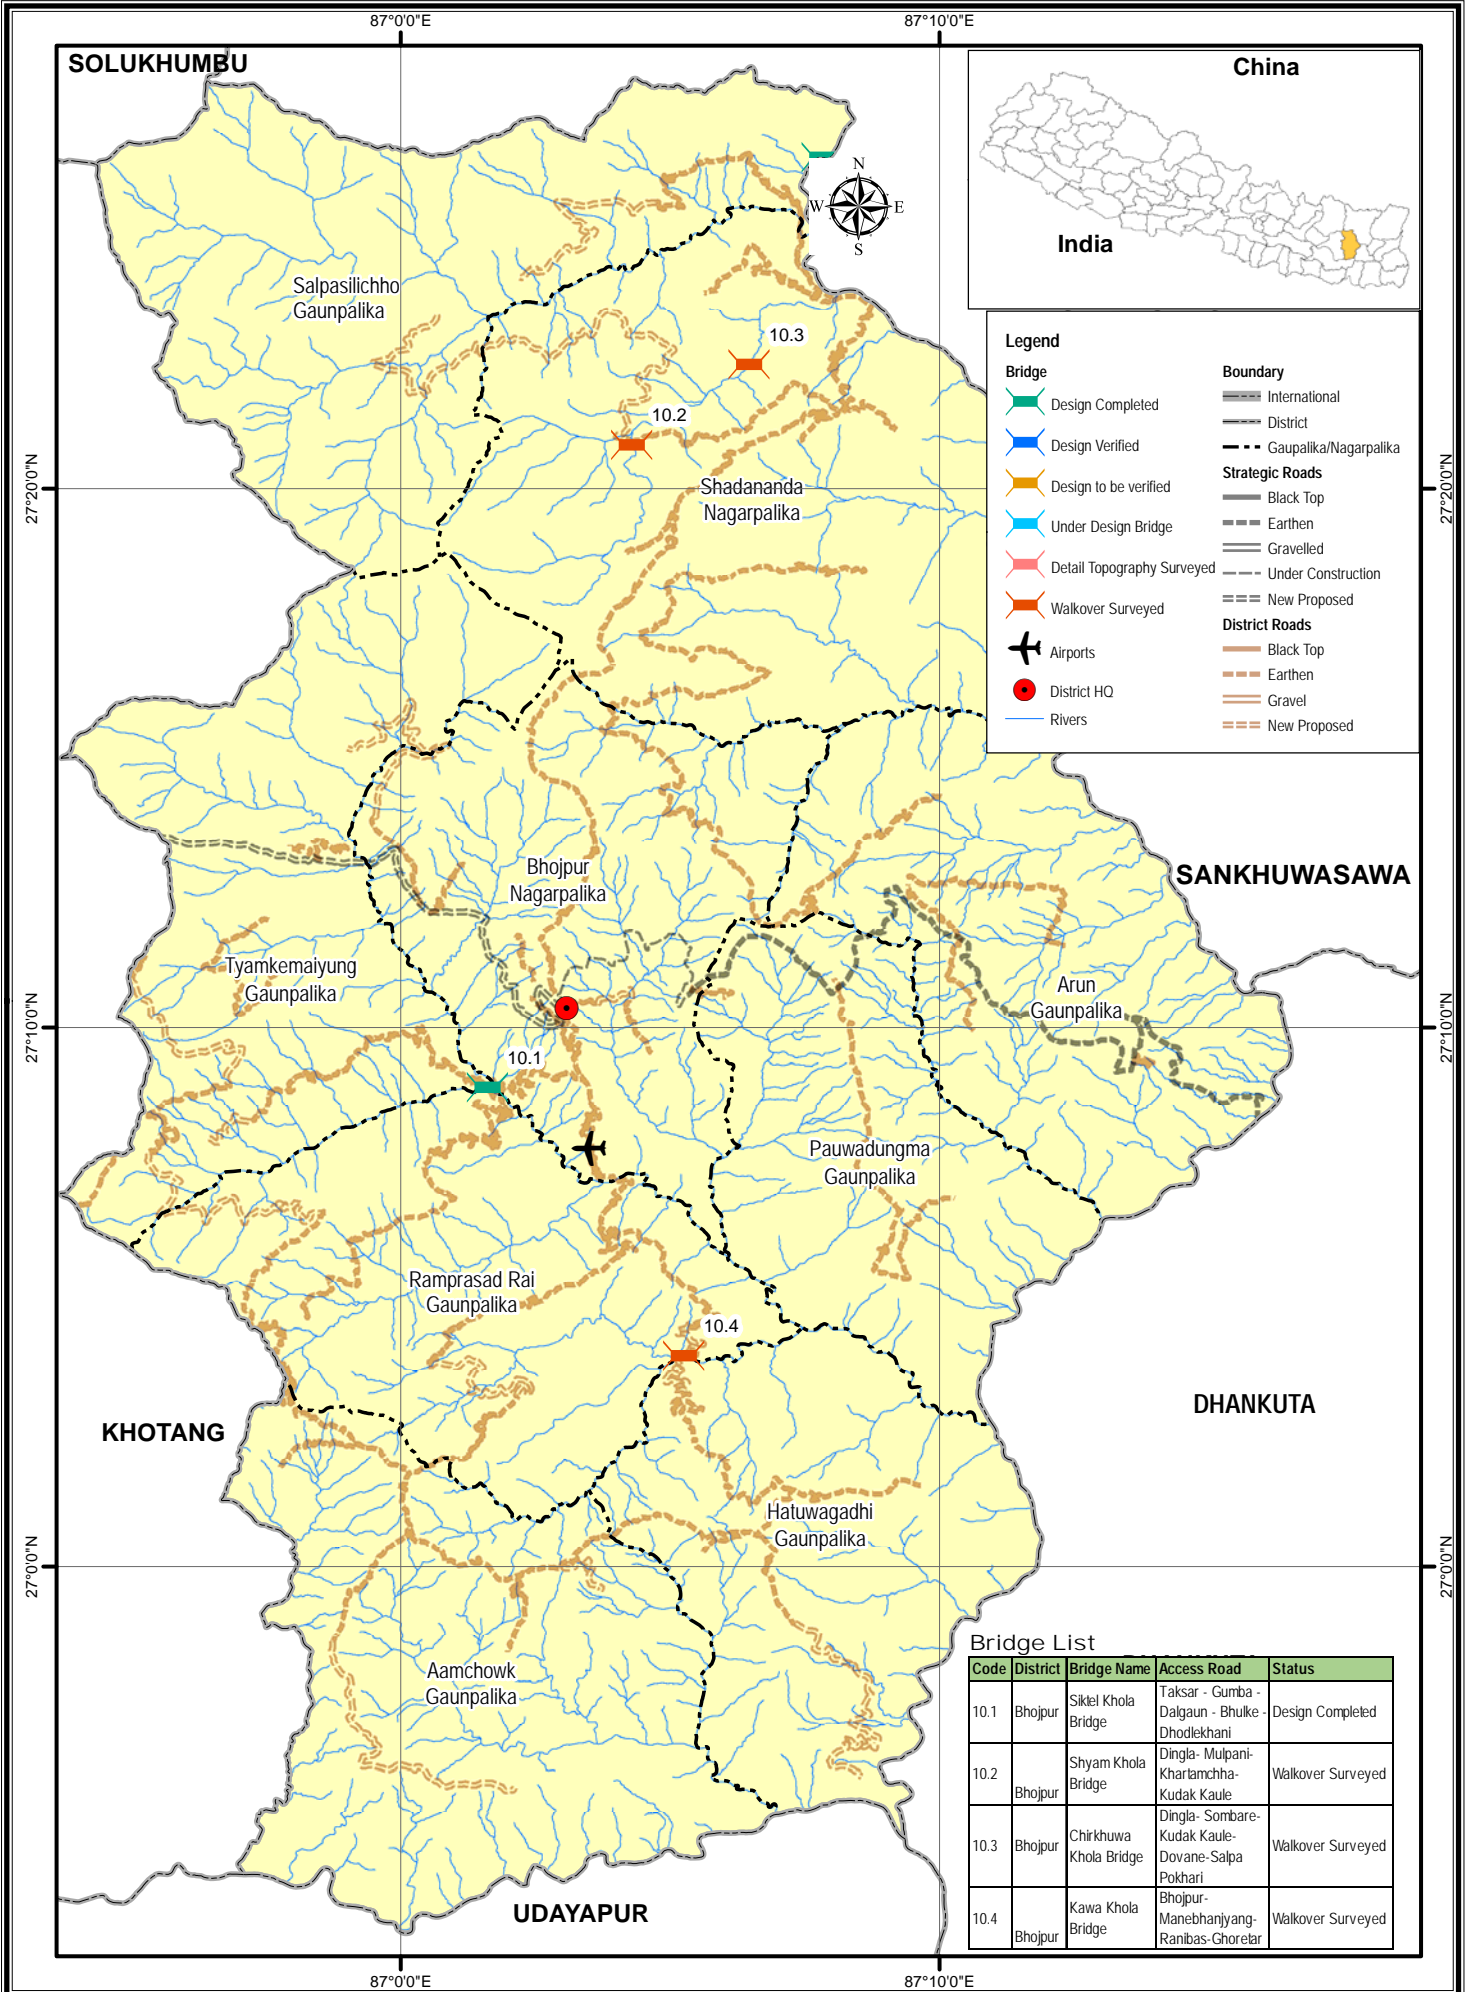 87°0'0"E
87°10'0"E
SOLUKHUMBU
China
India
N
W
E
S
Salpasilichho
Gaunpalika
10.3
10.2
Shadananda
Nagarpalika
27°20'0"N
27°20'0"N
Legend
Bridge
Design Completed
Design Verified
Design to be verified
Under Design Bridge
Detail Topography Surveyed
Walkover Surveyed
Airports
District HQ
Rivers
Boundary
International
District
Gaupalika/Nagarpalika
Strategic Roads
Black Top
Earthen
Gravelled
Under Construction
New Proposed
District Roads
Black Top
Earthen
Gravel
New Proposed
Bhojpur
Nagarpalika
SANKHUWASAWA
Tyamkemaiyung
Gaunpalika
Arun
Gaunpalika
27°10'0"N
27°10'0"N
10.1
Pauwadungma
Gaunpalika
Ramprasad Rai
Gaunpalika
10.4
KHOTANG
DHANKUTA
Hatuwagadhi
Gaunpalika
27°0'0"N
27°0'0"N
Aamchowk
Gaunpalika
UDAYAPUR
Bridge List
Code District Bridge Name Access Road Status
10.1 Bhojpur Siktel Khola Bridge Taksar - Gumba - Dalgaun - Bhulke - Dhodlekhani Design Completed
10.2 Bhojpur Shyam Khola Bridge Dingla- Mulpani- Khartamchha- Kudak Kaule Walkover Surveyed
10.3 Bhojpur Chirkhuwa Khola Bridge Dingla- Sombare- Kudak Kaule- Dovane-Salpa Pokhari Walkover Surveyed
10.4 Bhojpur Kawa Khola Bridge Bhojpur- Manebhanjyang- Ranibas-Ghoretar Walkover Surveyed
87°0'0"E
87°10'0"E